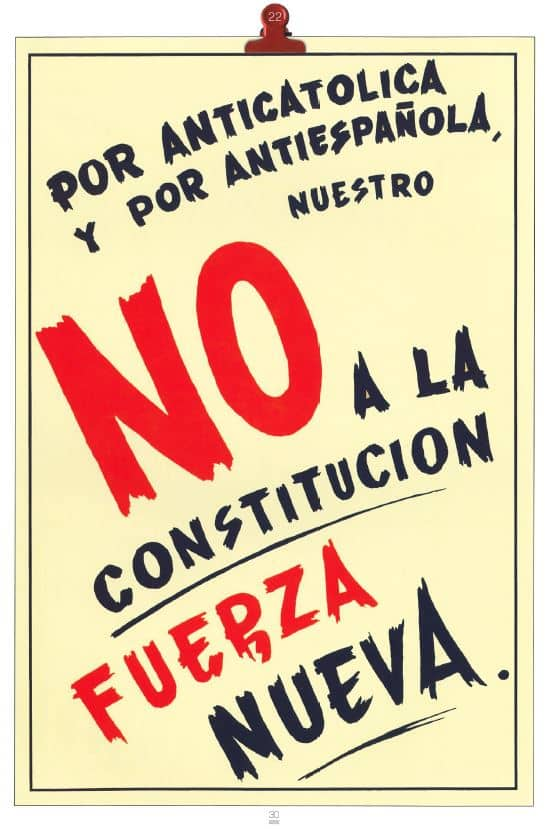 22
POR ANTICATOLICA
Y POR ANTIESPAÑOLA,
NUESTRO
NO
A LA
CONSTITUCION
FUERZA
NUEVA.
30